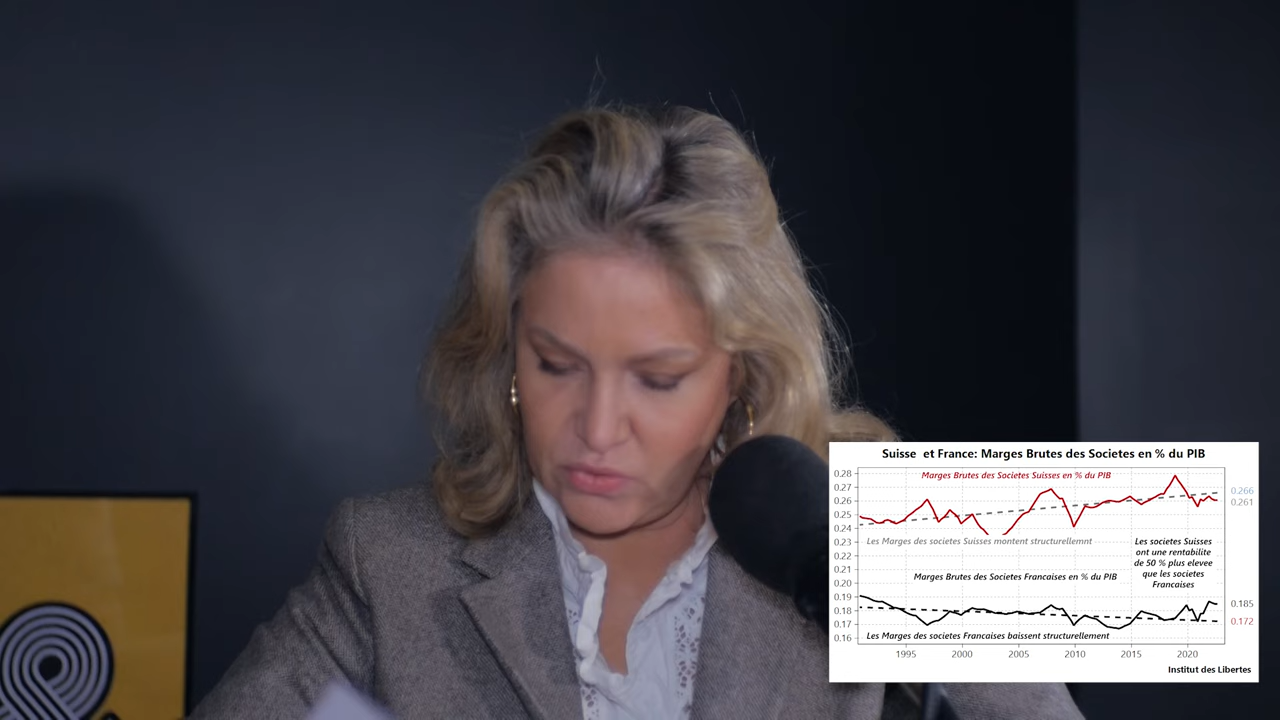 Suisse  et France: Marges Brutes des Societes en % du PIB
0.28
Marges Brutes des Societes Suisses en % du PIB
0.27
0.26
0.266
0.261
0.25
0.24
0.23
Les Marges des societes Suisses montent structurellemnt
Les societes Suisses
ont une rentabilite
de 50 % plus elevee
que les societes
Francaises
0.22
0.21
Marges Brutes des Societes Francaises en % du PIB
0.20
0.19
0.185
0.18
0.17
0.172
0.16
Les Marges des societes Francaises baissent structurellement
1995 2000 2005 2010 2015 2020
Institut des Libertes